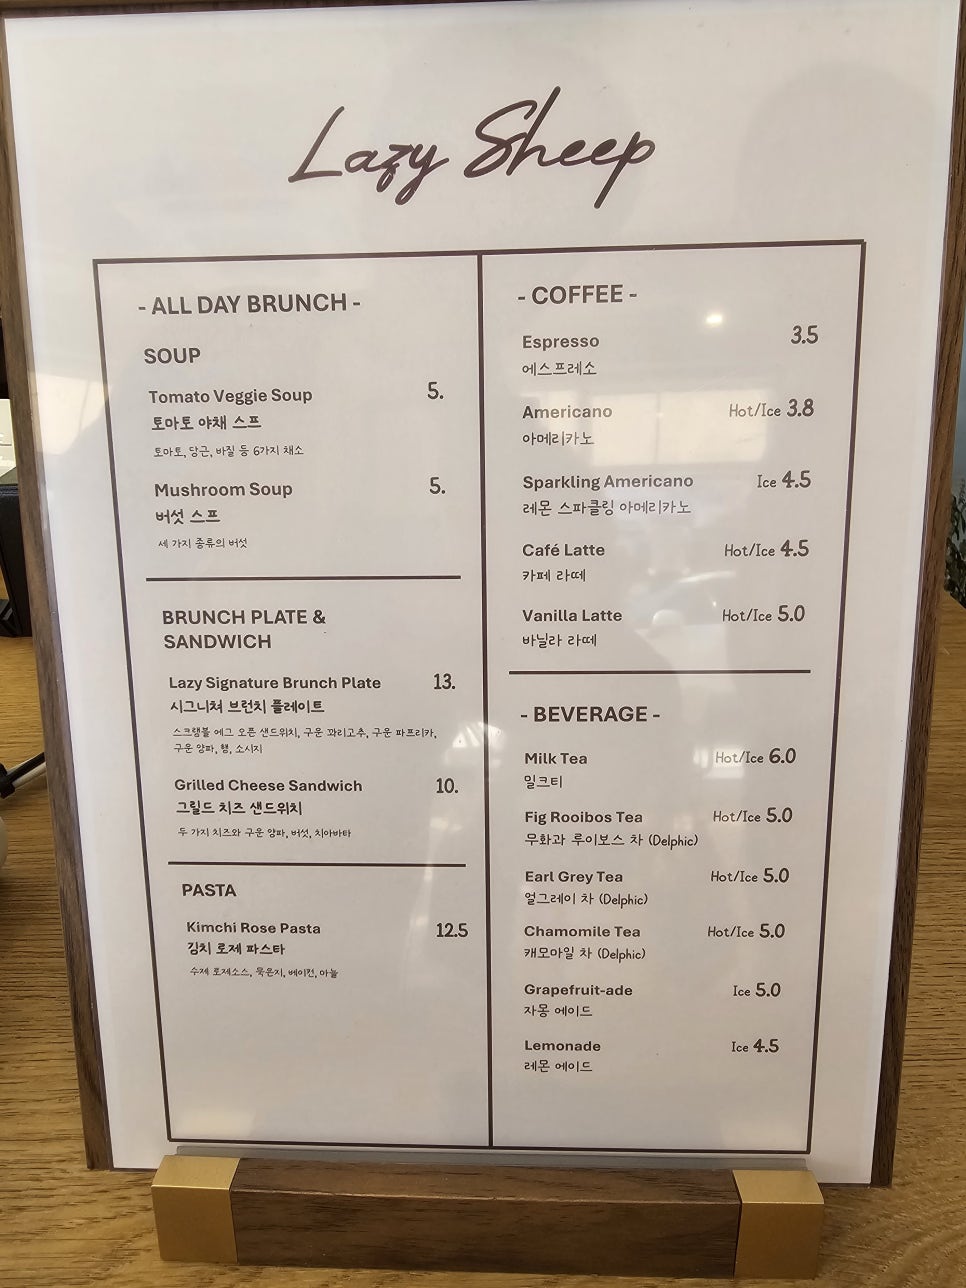 Lazy Sheep
- ALL DAY BRUNCH -
SOUP
Tomato Veggie Soup 5.
토마토 야채 스프
토마토, 당근, 바질 등 6가지 채소
Mushroom Soup 5.
버섯 스프
세 가지 종류의 버섯
BRUNCH PLATE &
SANDWICH
Lazy Signature Brunch Plate 13.
시그니쳐 브런치 플레이트
스크램블 에그 오픈 샌드위치, 구운 꽈리고추, 구운 파프리카,
구운 양파, 햄, 소시지
Grilled Cheese Sandwich 10.
그릴드 치즈 샌드위치
두 가지 치즈와 구운 양파, 버섯, 치아바타
PASTA
Kimchi Rose Pasta 12.5
김치 로제 파스타
수제 로제소스, 묵은지, 베이컨, 마늘
- COFFEE -
Espresso 3.5
에스프레소
Americano Hot/Ice 3.8
아메리카노
Sparkling Americano Ice 4.5
레몬 스파클링 아메리카노
Café Latte Hot/Ice 4.5
카페 라떼
Vanilla Latte Hot/Ice 5.0
바닐라 라떼
- BEVERAGE -
Milk Tea Hot/Ice 6.0
밀크티
Fig Rooibos Tea Hot/Ice 5.0
무화과 루이보스 차 (Delphic)
Earl Grey Tea Hot/Ice 5.0
얼그레이 차 (Delphic)
Chamomile Tea Hot/Ice 5.0
캐모마일 차 (Delphic)
Grapefruit-ade Ice 5.0
자몽 에이드
Lemonade Ice 4.5
레몬 에이드